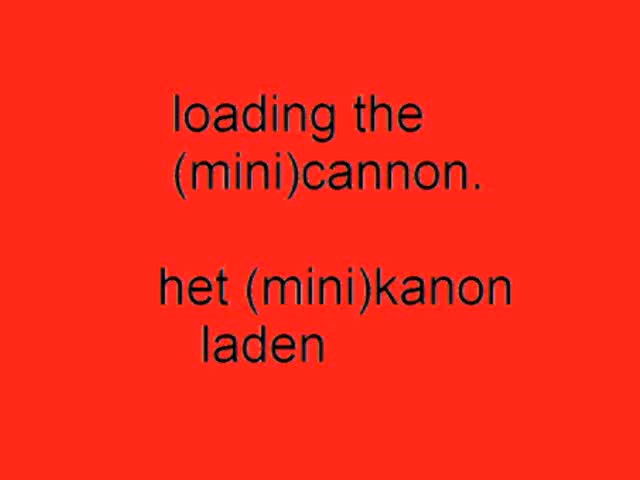 loading the
(mini)cannon.
het (mini)kanon
laden